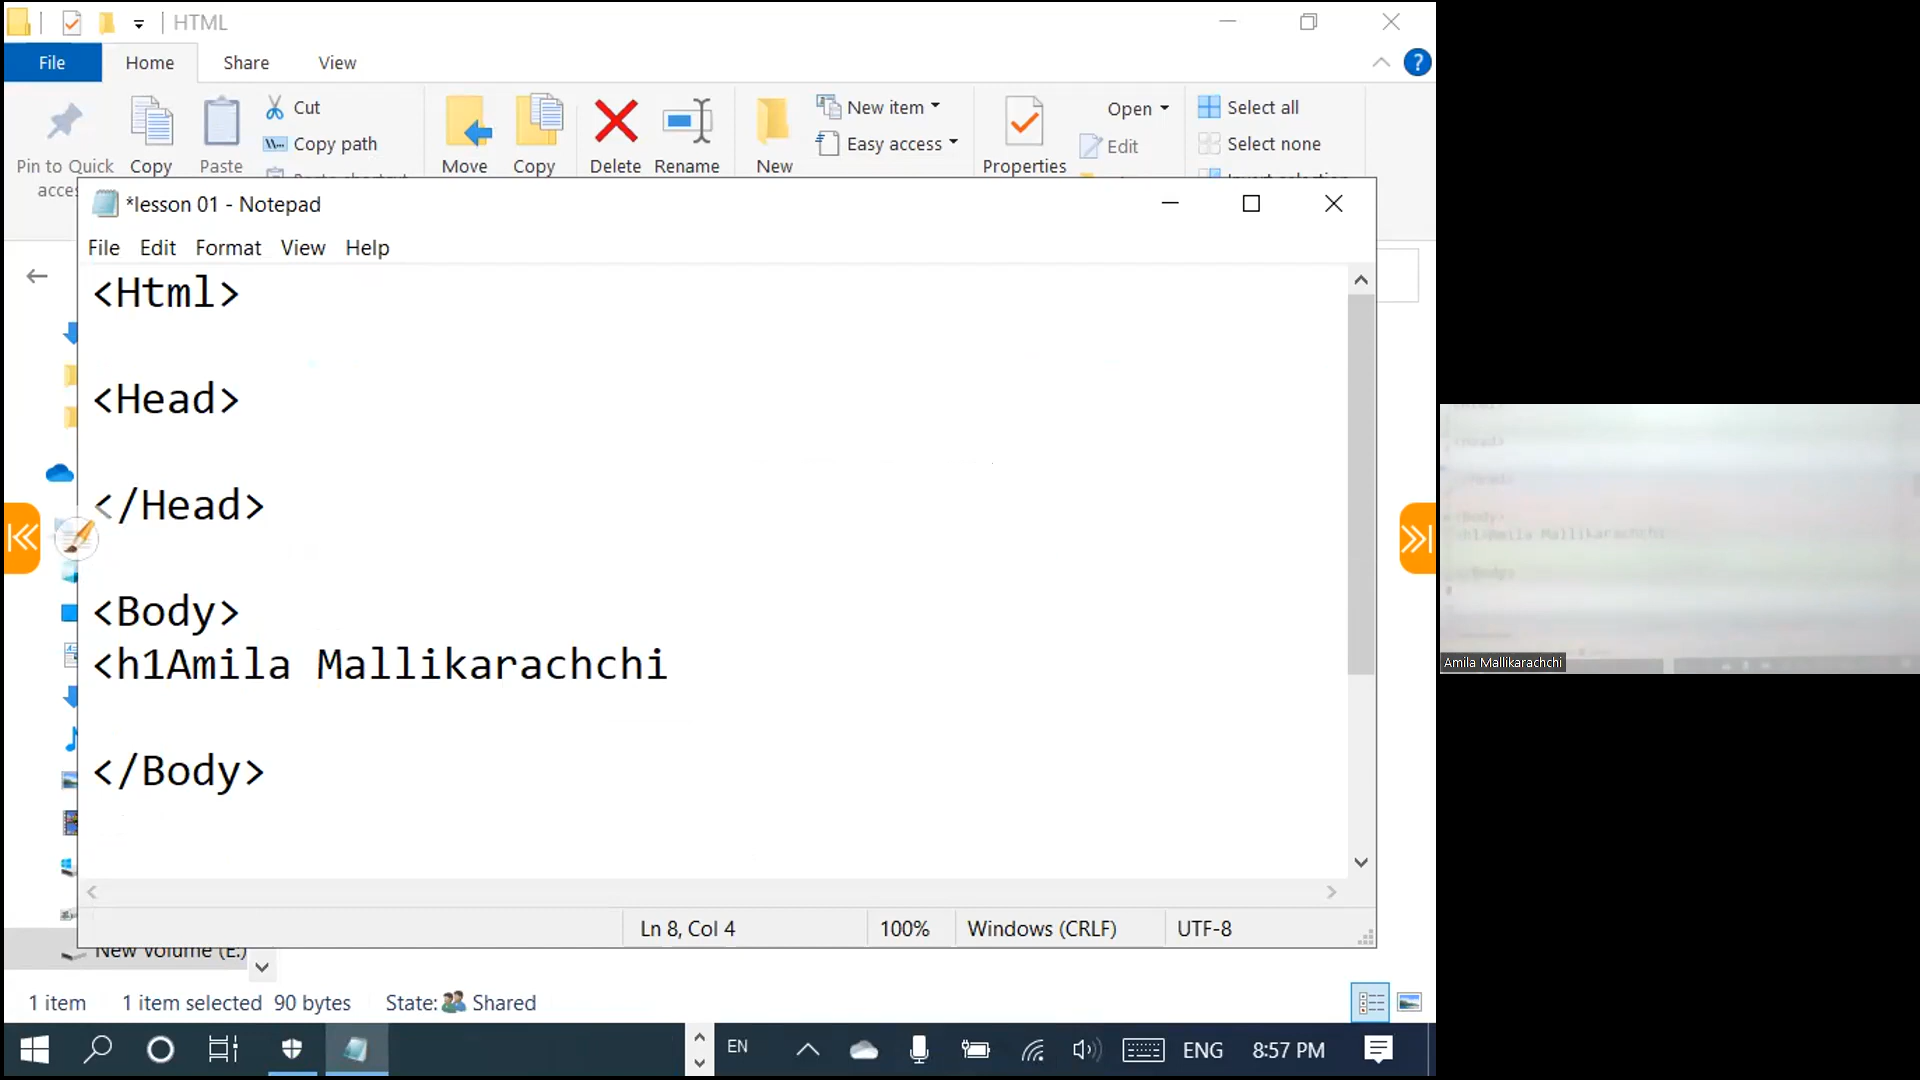 HTML
File Home Share View
?
Pin to Quick
Copy
Paste
Cut
Copy path
Move
Copy
Delete
Rename
New
New item
Easy access
Properties
Open
Edit
Select all
Select none
*lesson 01 - Notepad
File Edit Format View Help
<Html>
<Head>
</Head>
<Body>
<h1Amila Mallikarachchi
</Body>
Ln 8, Col 4 100% Windows (CRLF) UTF-8
New Volume (E:)
1 item 1 item selected 90 bytes State: Shared
EN
ENG
8:57 PM
Amila Mallikarachchi